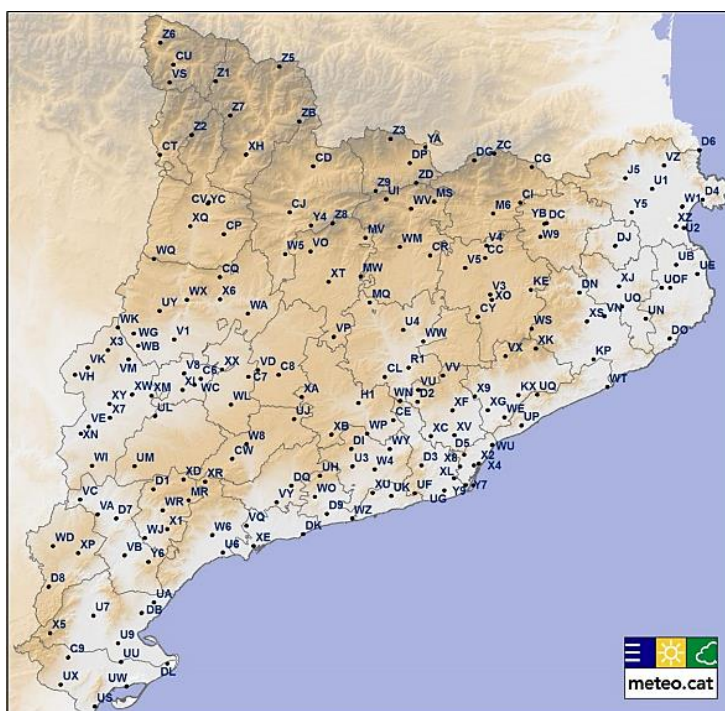 Z6
CU
Z5
VS
Z1
Z7
ZB
Z2
Z3
YA
D6
CT
XH
CD
DP
DG
ZC
CG
VZ
J5
U1
D4
Z9
ZD
UI
MS
CI
CV YC
WV
W1
CJ
M6
Y5
Y4
Z8
YB DC
XZ
XQ
U2
CP
MV
W9
VO
WM
V4
DJ
WQ
W5
CR
CC
UB
V5
UE
CQ
XT
MW
XJ
UO
DF
WX
X6
KE
DN
UY
WA
MQ
V3
XO
UO
WK
CY
XS
VN
UN
WG
V1
VP
U4
WS
DO
X3
WB
WW
VX
XK
KP
VK
VM
VH
V8
C6
XX
VD
C8
CL
R1
VV
WT
XL
WC
C7
VU
XY
XW
XM
XA
H1
WN
D2
X9
KX
UQ
X7
WL
CE
XF
XG
VE
UL
UJ
WE
XN
XB
WP
UP
W8
DI
WY
XC
XV
D5
WU
CW
U3
D3
X8
X2
WI
UM
UH
W4
XL
X4
XD
XR
D1
MR
DQ
XU
UK
UF
Y9
Y7
VC
WR
VY
WO
UG
VA
D7
X1
VQ
D9
WZ
WJ
W6
DK
WD
XP
VB
U6
XE
Y6
D8
UA
U7
DB
X5
U9
C9
UU
DL
UX
UW
US
meteo.cat